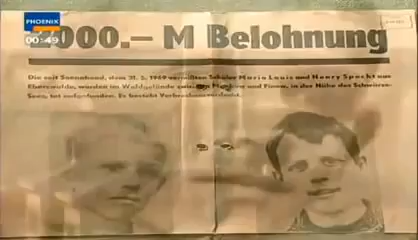 PHOENIX
00:49
000.– M Belohnung
Die seit Sonnabend, dem 31. 5. 1969 vermißten Schüler Mario Louis und Henry Specht aus
Eberswalde, wurden im Waldgelände zwischen und Finow, in der Nähe des
Sees, tot aufgefunden. Es besteht Verbrechensverdacht.